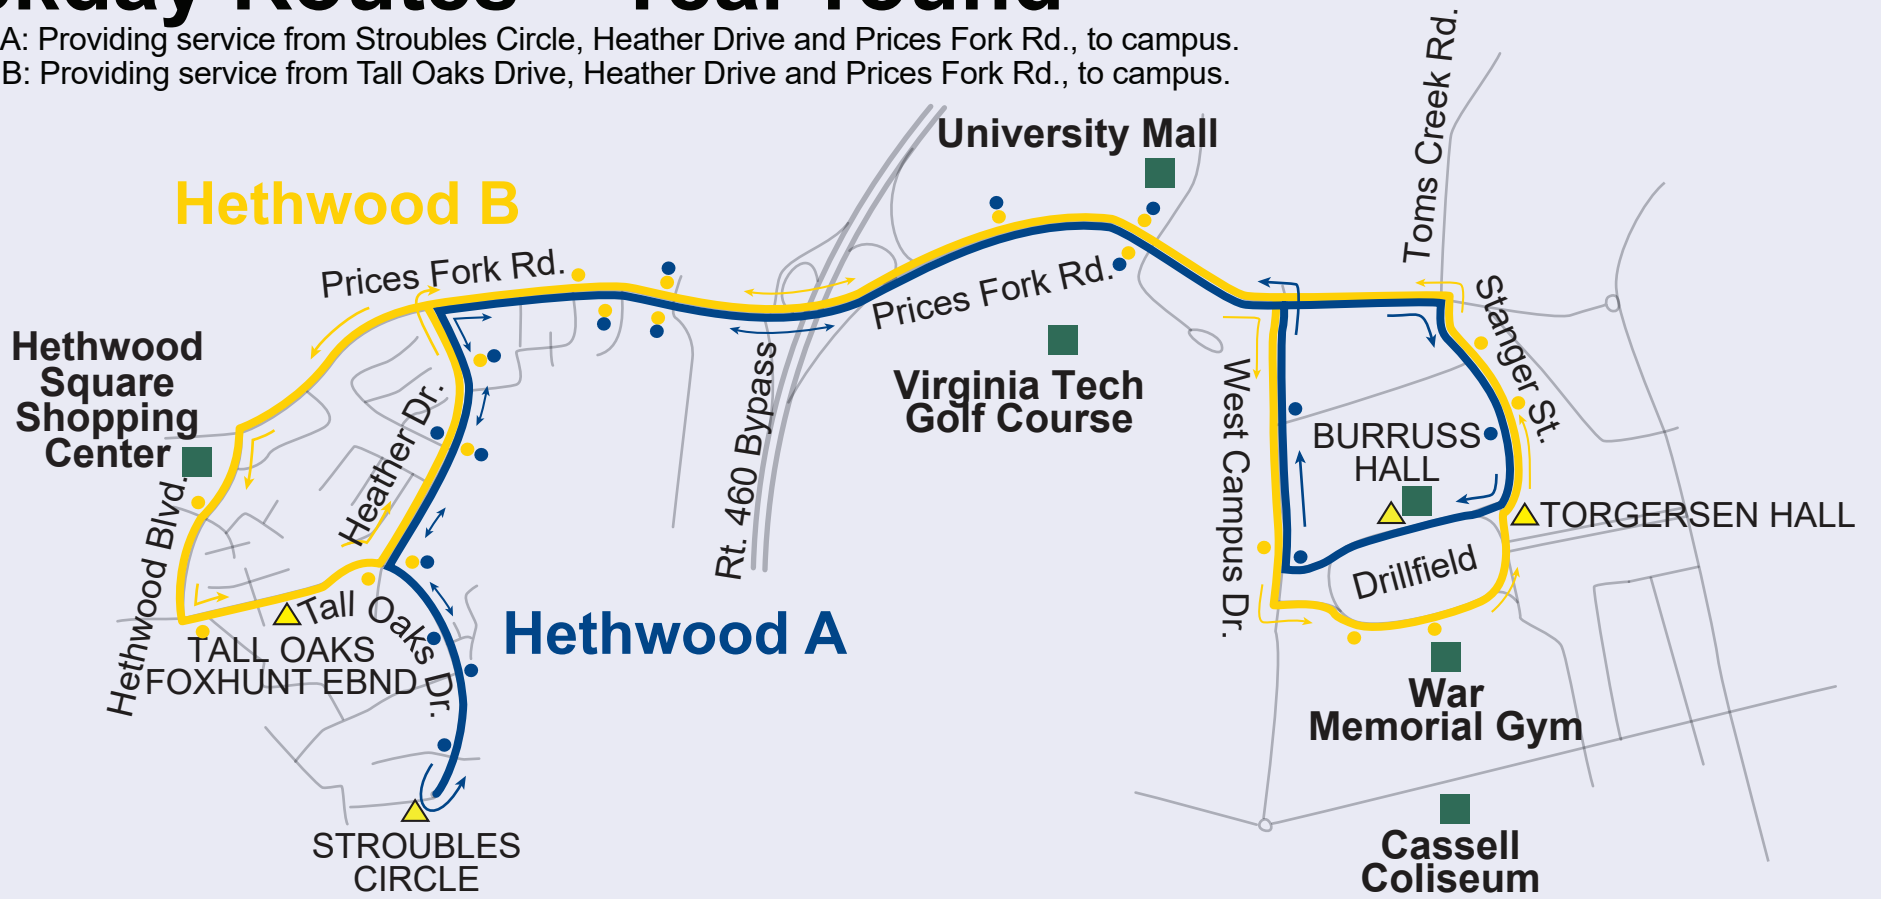 Routes - Year-round
A: Providing service from Stroubles Circle, Heather Drive and Prices Fork Rd., to campus.
B: Providing service from Tall Oaks Drive, Heather Drive and Prices Fork Rd., to campus.
Toms Creek Rd.
University Mall
Hethwood B
Prices Fork Rd.
Prices Fork Rd.
Stanger St.
Hethwood
Square
Shopping
Center
Virginia Tech
Golf Course
Rt. 460 Bypass
West Campus Dr.
Heather Dr.
BURRUSS
HALL
TORGERSEN HALL
Hethwood Blvd.
Drillfield
Tall Oaks Dr.
Hethwood A
TALL OAKS
FOXHUNT EBND
War
Memorial Gym
STROUBLES
CIRCLE
Cassell
Coliseum